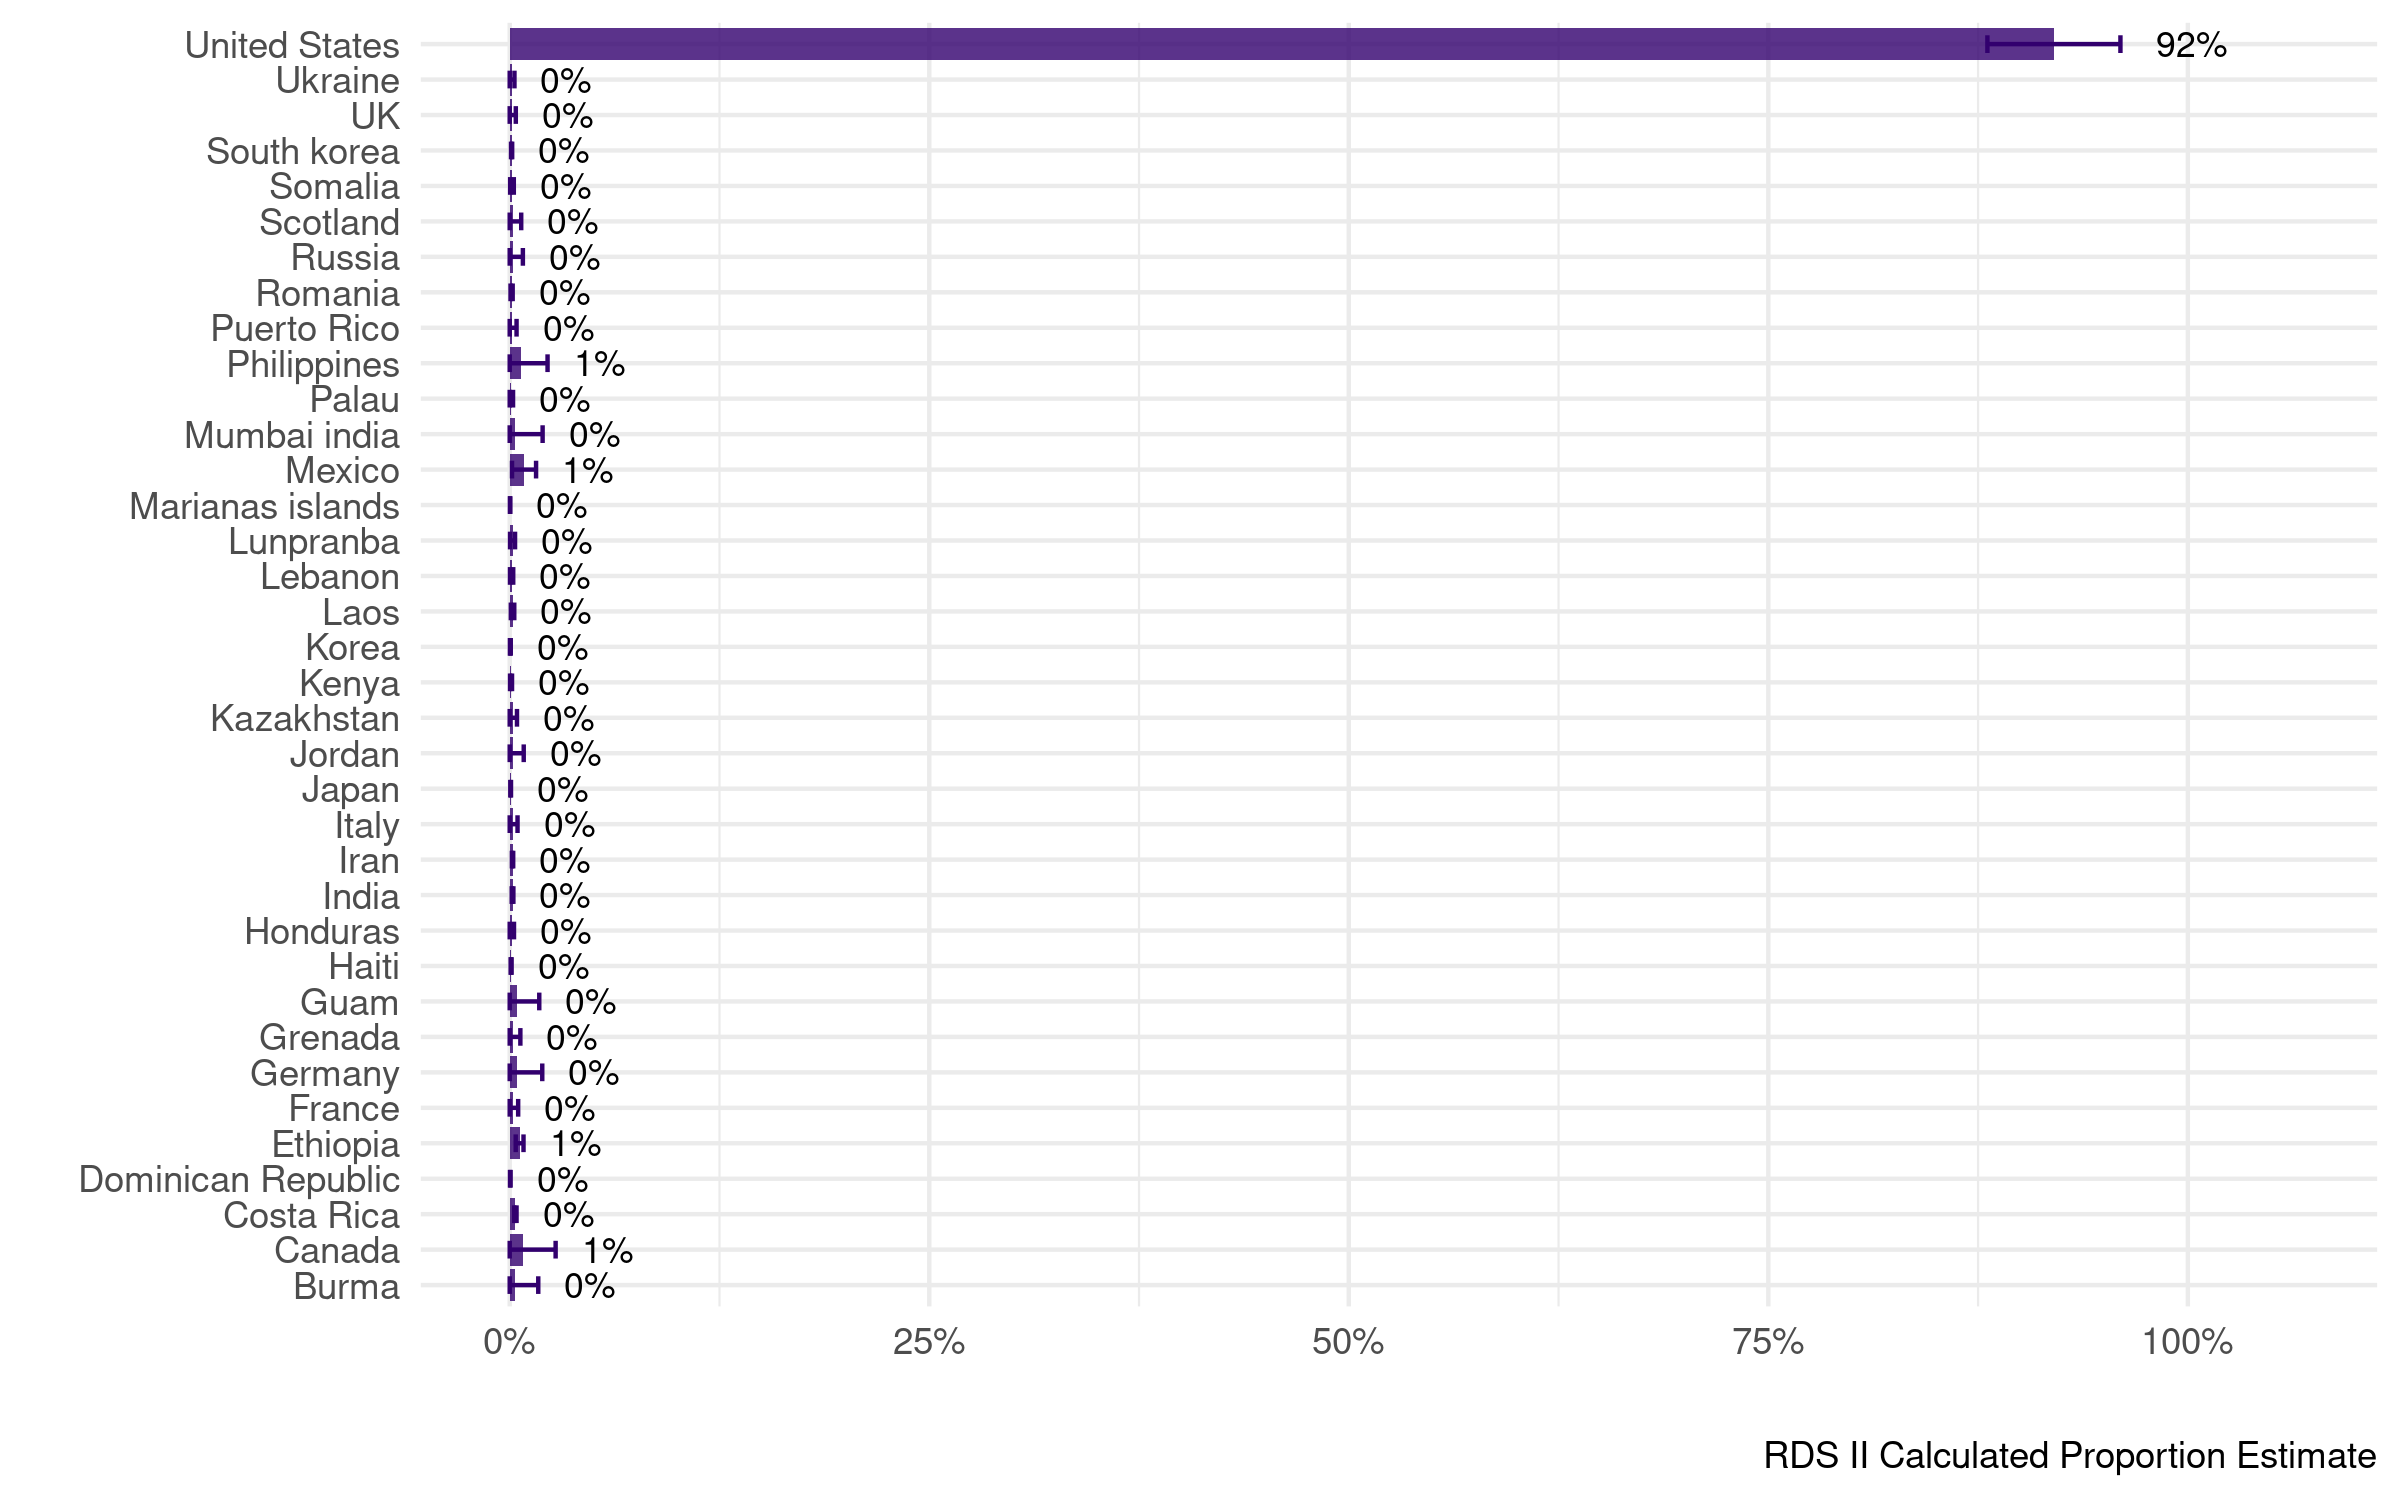 United States 92%
Ukraine 0%
UK 0%
South korea 0%
Somalia 0%
Scotland 0%
Russia 0%
Romania 0%
Puerto Rico 0%
Philippines 1%
Palau 0%
Mumbai india 0%
Mexico 1%
Marianas islands 0%
Lunpranba 0%
Lebanon 0%
Laos 0%
Korea 0%
Kenya 0%
Kazakhstan 0%
Jordan 0%
Japan 0%
Italy 0%
Iran 0%
India 0%
Honduras 0%
Haiti 0%
Guam 0%
Grenada 0%
Germany 0%
France 0%
Ethiopia 1%
Dominican Republic 0%
Costa Rica 0%
Canada 1%
Burma 0%
0% 25% 50% 75% 100%
RDS II Calculated Proportion Estimate